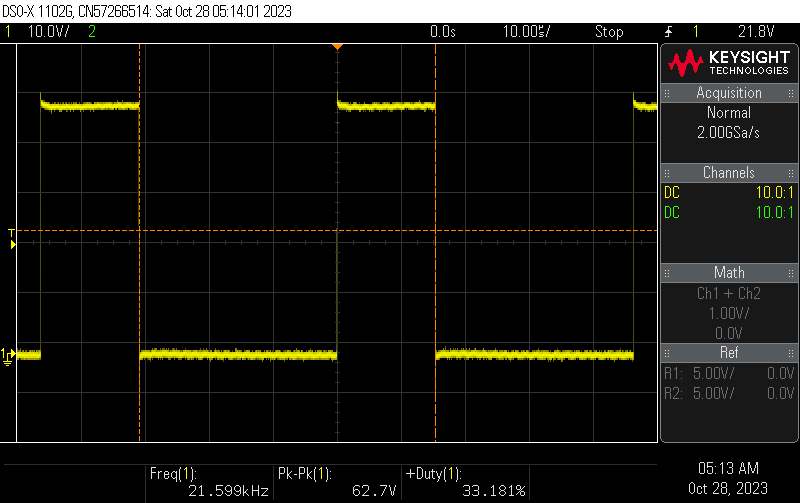 DSO-X 1102G, CN57266514: Sat Oct 28 05:14:01 2023
1 10.0V/ 2 0.0s 10.00us/ Stop 1 21.8V
KEYSIGHT
TECHNOLOGIES
Acquisition
Normal
2.00GSa/s
Channels
DC 10.0:1
DC 10.0:1
T
Math
Ch1 + Ch2
1.00V/
0.0V
1
Ref
R1: 5.00V/ 0.0V
R2: 5.00V/ 0.0V
Freq(1): Pk-Pk(1): +Duty(1):
21.599kHz 62.7V 33.181%
05:13 AM
Oct 28, 2023